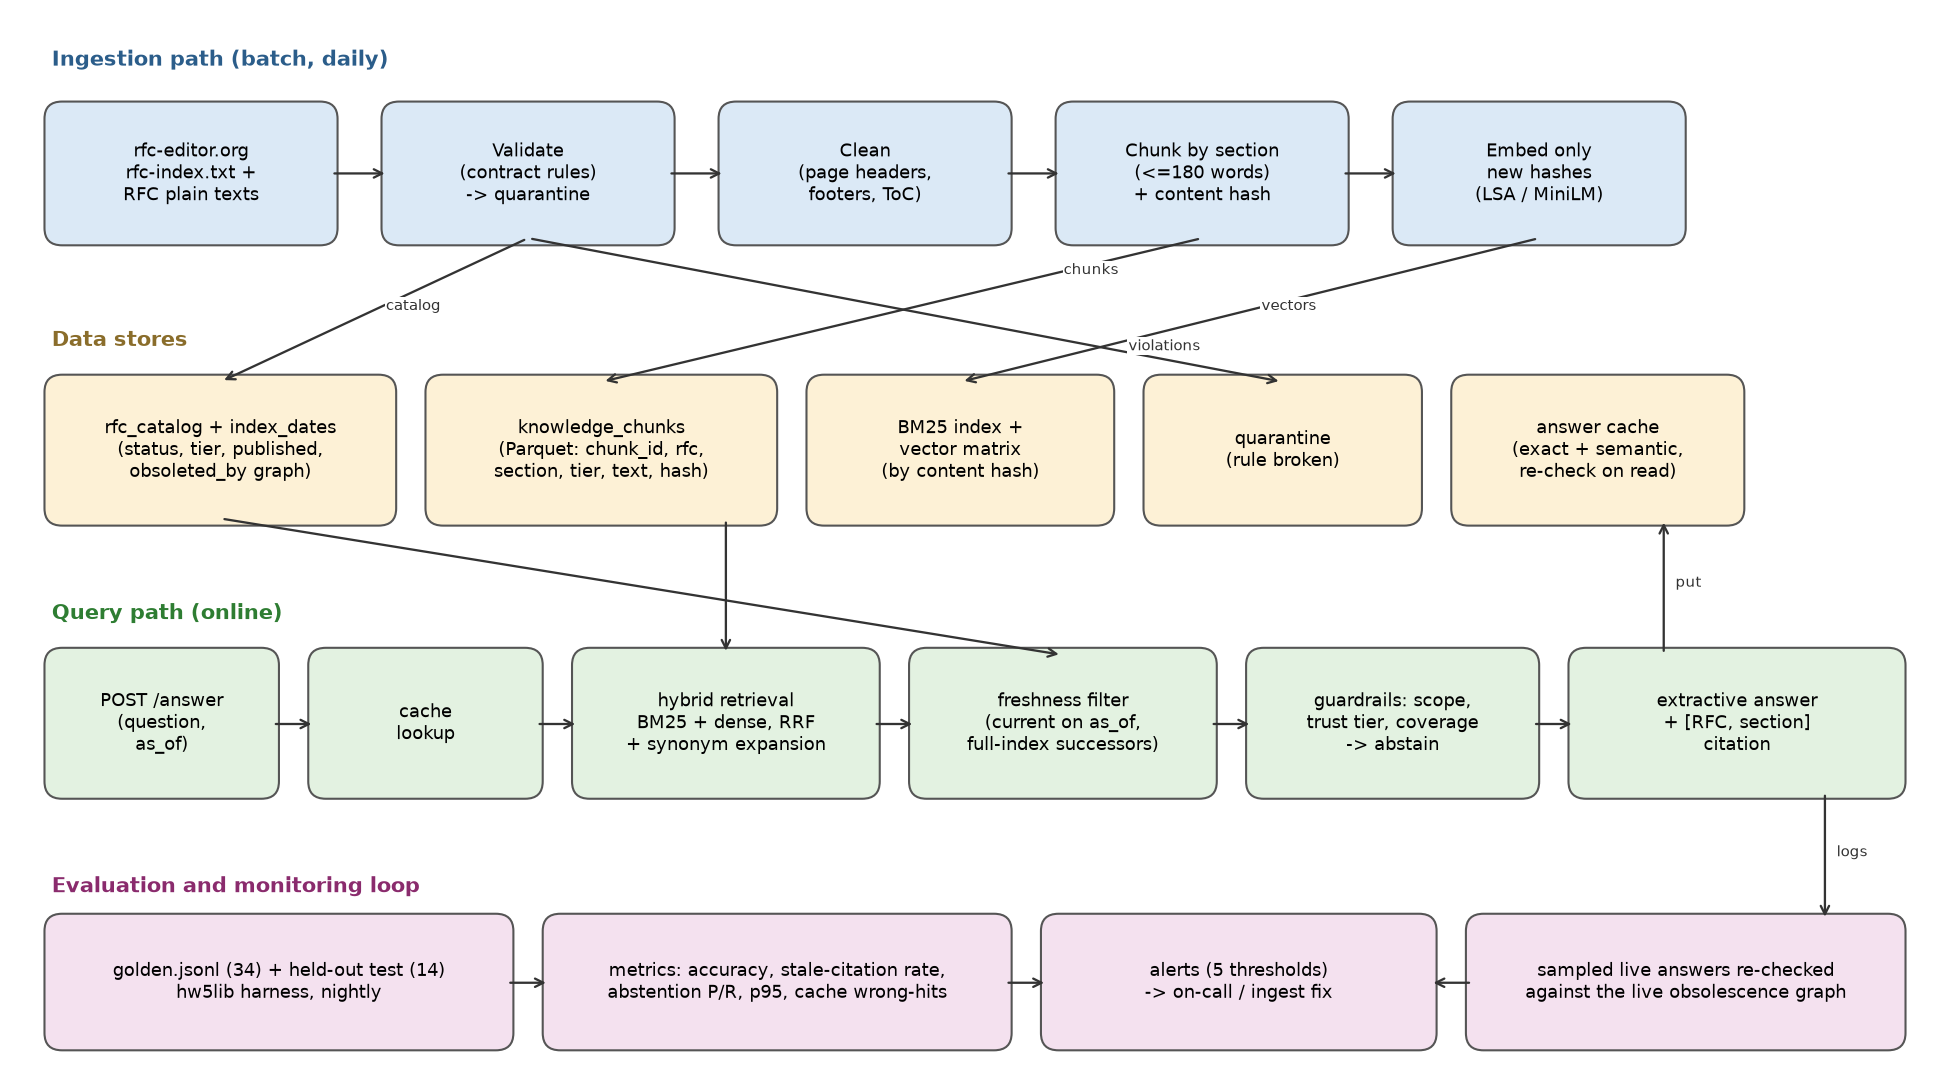 Ingestion path (batch, daily)
rfc-editor.org
rfc-index.txt +
RFC plain texts
Validate
(contract rules)
-> quarantine
Clean
(page headers,
footers, ToC)
Chunk by section
(<=180 words)
+ content hash
Embed only
new hashes
(LSA / MiniLM)
chunks
catalog
vectors
violations
Data stores
rfc_catalog + index_dates
(status, tier, published,
obsoleted_by graph)
knowledge_chunks
(Parquet: chunk_id, rfc,
section, tier, text, hash)
BM25 index +
vector matrix
(by content hash)
quarantine
(rule broken)
answer cache
(exact + semantic,
re-check on read)
put
Query path (online)
POST /answer
(question,
as_of)
cache
lookup
hybrid retrieval
BM25 + dense, RRF
+ synonym expansion
freshness filter
(current on as_of,
full-index successors)
guardrails: scope,
trust tier, coverage
-> abstain
extractive answer
+ [RFC, section]
citation
logs
Evaluation and monitoring loop
golden.jsonl (34) + held-out test (14)
hw5lib harness, nightly
metrics: accuracy, stale-citation rate,
abstention P/R, p95, cache wrong-hits
alerts (5 thresholds)
-> on-call / ingest fix
sampled live answers re-checked
against the live obsolescence graph